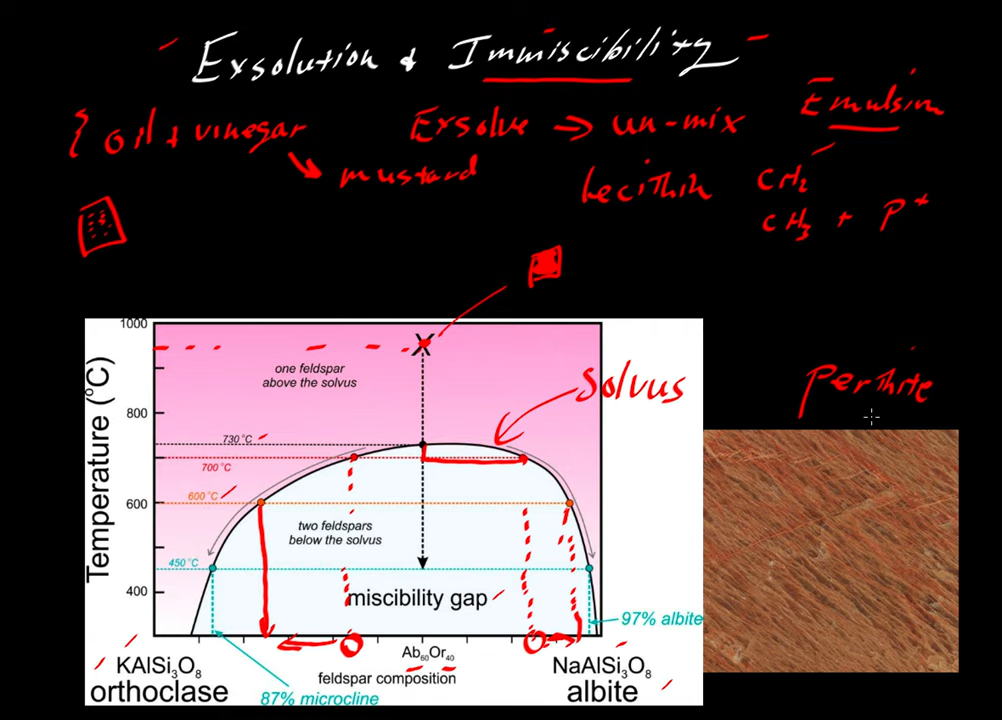 Exsolution & Immiscibility
{ oil + vinegar
Exsolve → un-mix
Emulsion
mustard
Lecithin
CH₂
CH₃ + P⁺
1000
one feldspar
above the solvus
X
Solvus
Perthite
800
730 °C
700 °C
600
600 °C
two feldspars
below the solvus
450 °C
400
miscibility gap
97% albite
Temperature (°C)
Ab₆₀Or₄₀
KAlSi₃O₈
orthoclase
feldspar composition
NaAlSi₃O₈
albite
87% microcline